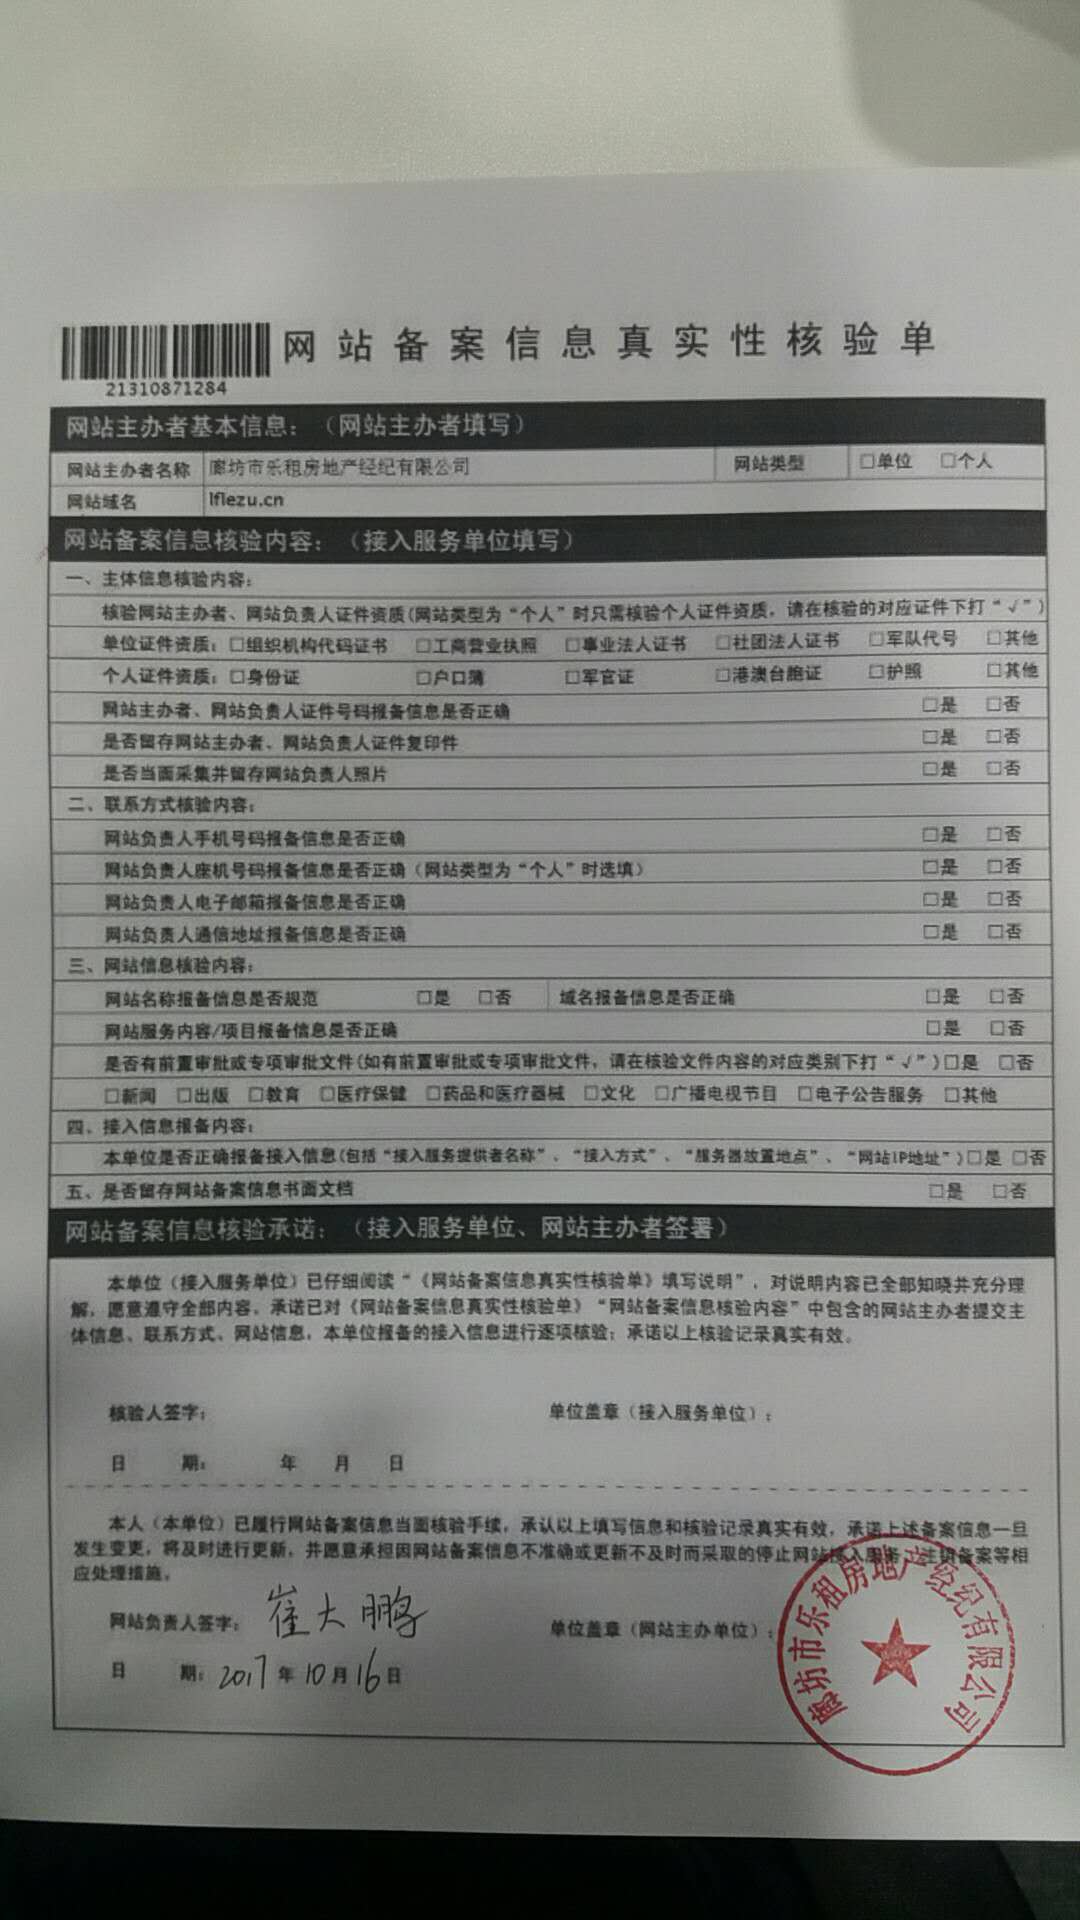 网站备案信息真实性核验单
21310871284
网站主办者基本信息：（网站主办者填写）
网站主办者名称 廊坊市乐租房地产经纪有限公司 网站类型 □单位 □个人
网站域名 lflezu.cn
网站备案信息核验内容：（接入服务单位填写）
一、主体信息核验内容：
核验网站主办者、网站负责人证件资质(网站类型为“个人”时只需核验个人证件资质，请在核验的对应证件下打“√”)
单位证件资质：□组织机构代码证书 □工商营业执照 □事业法人证书 □社团法人证书 □军队代号 □其他
个人证件资质：□身份证 □户口簿 □军官证 □港澳台胞证 □护照 □其他
网站主办者、网站负责人证件号码报备信息是否正确 □是 □否
是否留存网站主办者、网站负责人证件复印件 □是 □否
是否当面采集并留存网站负责人照片 □是 □否
二、联系方式核验内容：
网站负责人手机号码报备信息是否正确 □是 □否
网站负责人座机号码报备信息是否正确（网站类型为“个人”时选填） □是 □否
网站负责人电子邮箱报备信息是否正确 □是 □否
网站负责人通信地址报备信息是否正确 □是 □否
三、网站信息核验内容：
网站名称报备信息是否规范 □是 □否 域名报备信息是否正确 □是 □否
网站服务内容/项目报备信息是否正确 □是 □否
是否有前置审批或专项审批文件(如有前置审批或专项审批文件，请在核验文件内容的对应类别下打“√”)□是 □否
□新闻 □出版 □教育 □医疗保健 □药品和医疗器械 □文化 □广播电视节目 □电子公告服务 □其他
四、接入信息报备内容：
本单位是否正确报备接入信息(包括“接入服务提供者名称”、“接入方式”、“服务器放置地点”、“网站IP地址”)□是 □否
五、是否留存网站备案信息书面文档 □是 □否
网站备案信息核验承诺：（接入服务单位、网站主办者签署）
本单位（接入服务单位）已仔细阅读“《网站备案信息真实性核验单》填写说明”，对说明内容已全部知晓并充分理
解，愿意遵守全部内容。承诺已对《网站备案信息真实性核验单》“网站备案信息核验内容”中包含的网站主办者提交主
体信息、联系方式、网站信息，本单位报备的接入信息进行逐项核验；承诺以上核验记录真实有效。
核验人签字： 单位盖章（接入服务单位）：
日 期： 年 月 日
本人（本单位）已履行网站备案信息当面核验手续，承认以上填写信息和核验记录真实有效，承诺上述备案信息一旦
发生变更，将及时进行更新，并愿意承担因网站备案信息不准确或更新不及时而采取的停止网站接入服务、注销备案等相
应处理措施。
网站负责人签字： 崔大鹏 单位盖章（网站主办单位）：
日 期： 2017年10月16日
廊坊市乐租房地产经纪有限公司